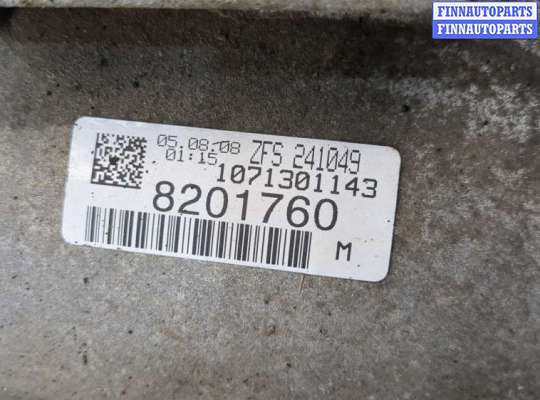 FINNAUTOPARTS
FINNAUTOPARTS
05.08.08 ZFS 241049
01:15
1071301143
8201760
M